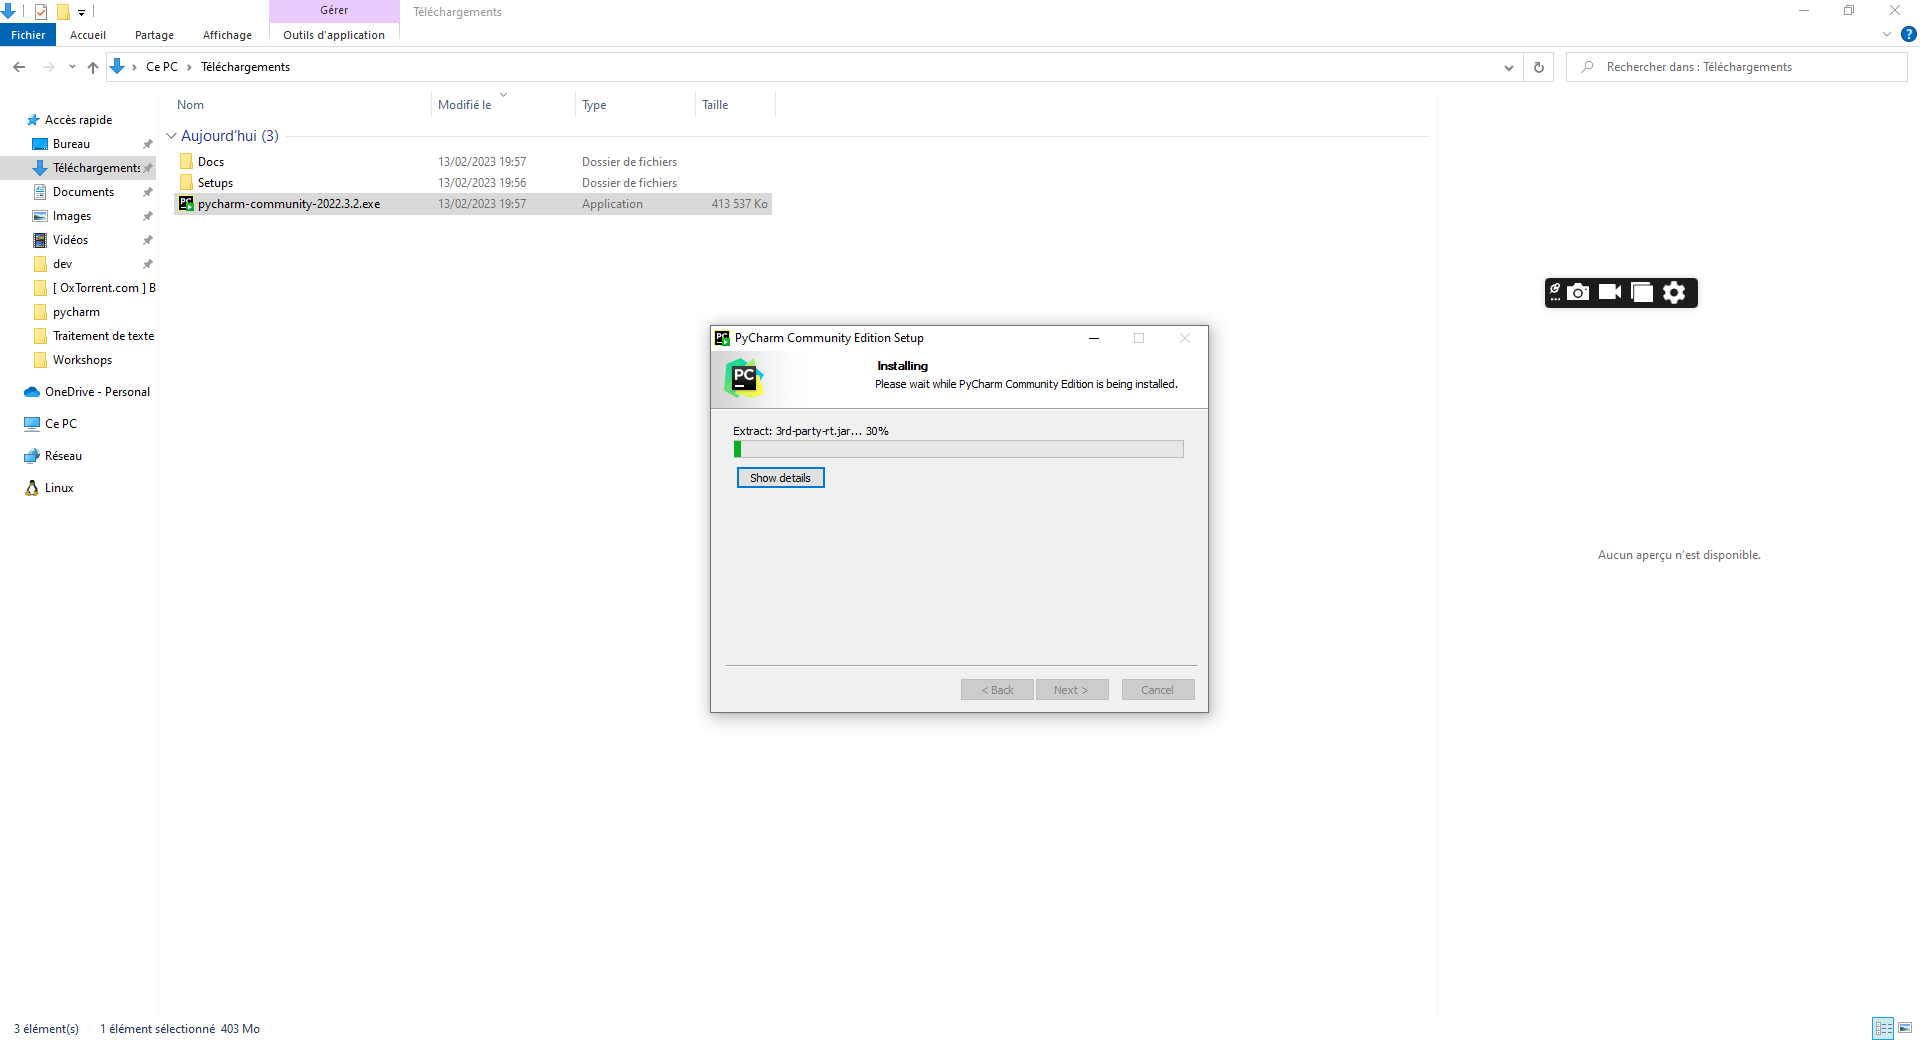 Gérer
Téléchargements
Fichier
Accueil
Partage
Affichage
Outils d'application
?
Ce PC
Téléchargements
Rechercher dans : Téléchargements
Nom
Modifié le
Type
Taille
Accès rapide
Bureau
Téléchargements
Documents
Images
Vidéos
dev
[ OxTorrent.com ] B
pycharm
Traitement de texte
Workshops
OneDrive - Personal
Ce PC
Réseau
Linux
Aujourd'hui (3)
Docs
13/02/2023 19:57
Dossier de fichiers
Setups
13/02/2023 19:56
Dossier de fichiers
pycharm-community-2022.3.2.exe
13/02/2023 19:57
Application
413 537 Ko
PyCharm Community Edition Setup
PC
Installing
Please wait while PyCharm Community Edition is being installed.
Extract: 3rd-party-rt.jar... 30%
Show details
< Back
Next >
Cancel
Aucun aperçu n'est disponible.
3 élément(s)
1 élément sélectionné 403 Mo